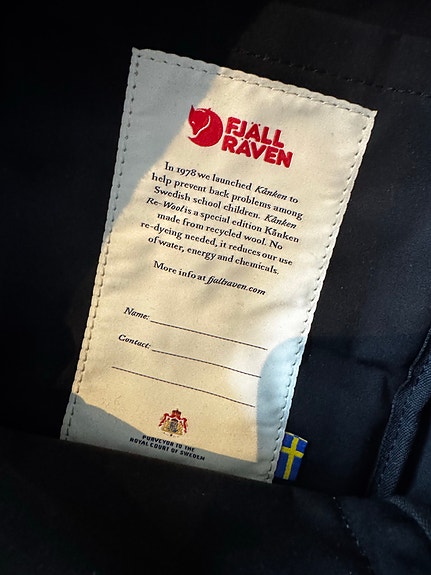 FJÄLL
RÄVEN
In 1978 we launched Kånken to
help prevent back problems among
Swedish school children. Kånken
Re-Wool is a special edition Kånken
made from recycled wool. No
re-dyeing needed, it reduces our use
of water, energy and chemicals.
More info at fjallraven.com
Name:
Contact:
PURVEYOR TO THE
ROYAL COURT OF SWEDEN